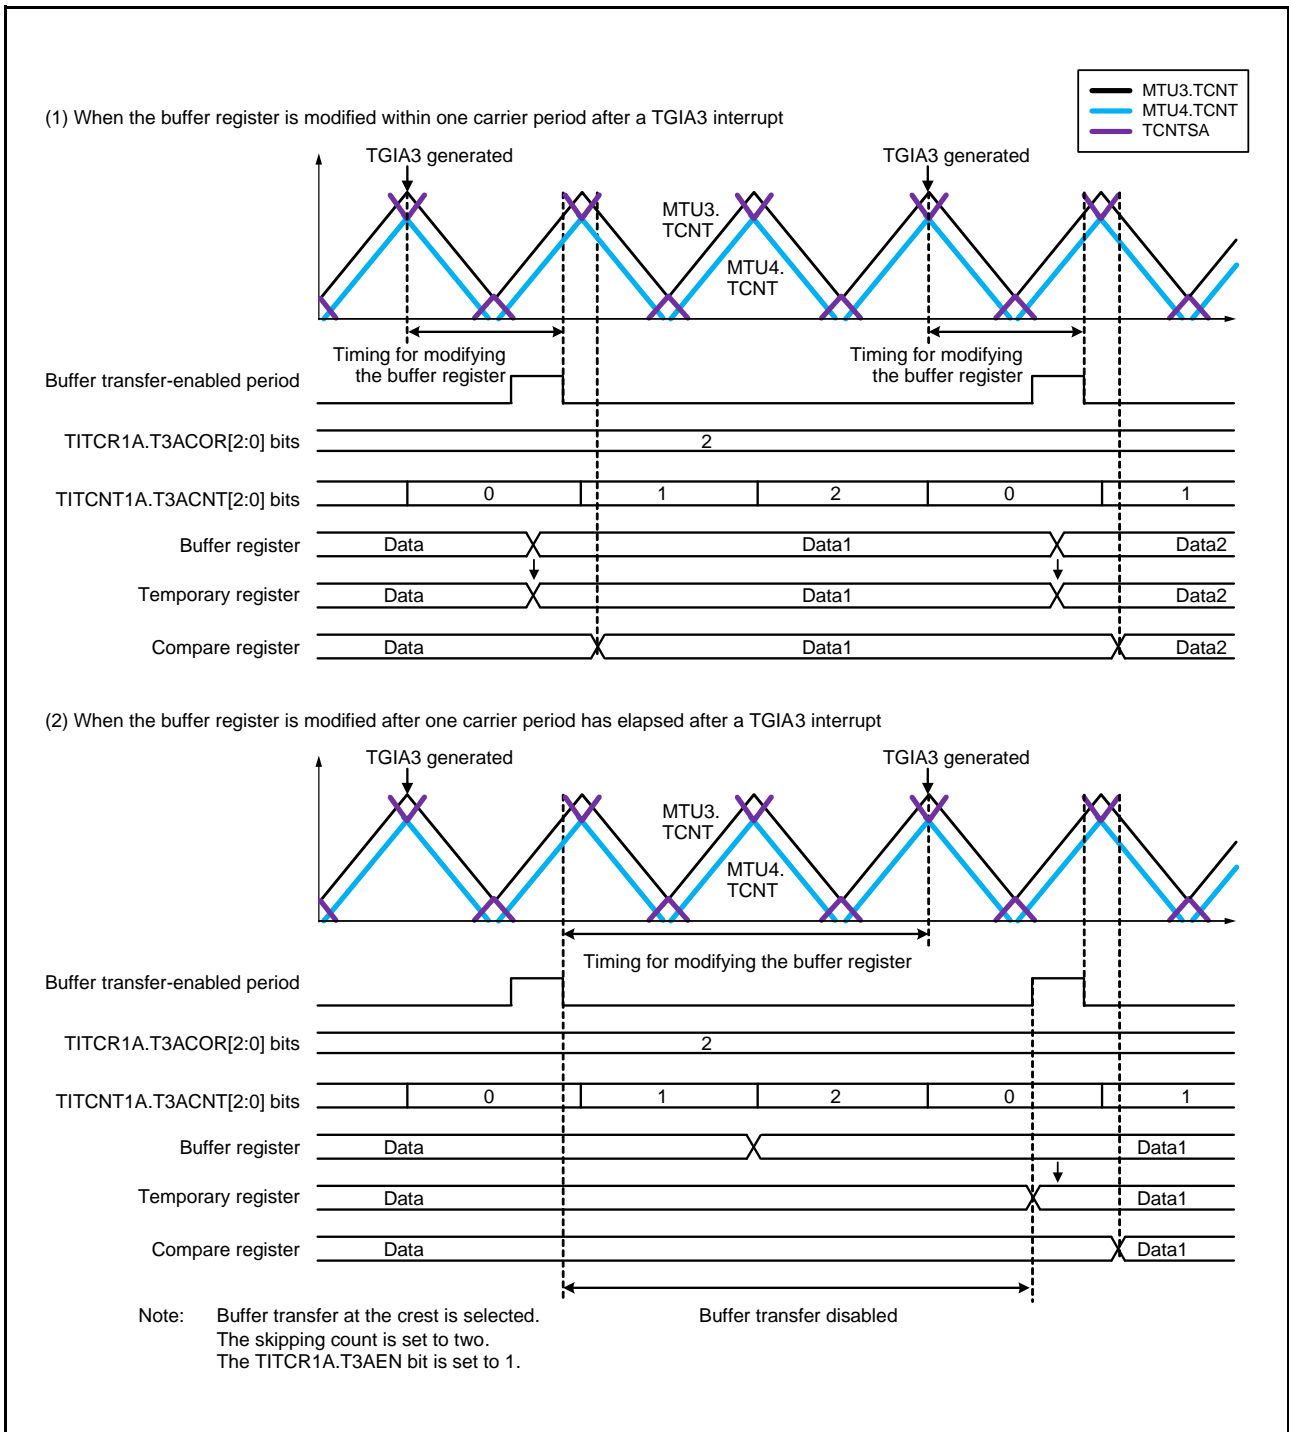 MTU3.TCNT
MTU4.TCNT
TCNTSA
(1) When the buffer register is modified within one carrier period after a TGIA3 interrupt
TGIA3 generated
TGIA3 generated
MTU3.
TCNT
MTU4.
TCNT
Timing for modifying
the buffer register
Timing for modifying
the buffer register
Buffer transfer-enabled period
TITCR1A.T3ACOR[2:0] bits
2
TITCNT1A.T3ACNT[2:0] bits
0 1 2 0 1
Buffer register
Data Data1 Data2
Temporary register
Data Data1 Data2
Compare register
Data Data1 Data2
(2) When the buffer register is modified after one carrier period has elapsed after a TGIA3 interrupt
TGIA3 generated
TGIA3 generated
MTU3.
TCNT
MTU4.
TCNT
Timing for modifying the buffer register
Buffer transfer-enabled period
TITCR1A.T3ACOR[2:0] bits
2
TITCNT1A.T3ACNT[2:0] bits
0 1 2 0 1
Buffer register
Data Data1
Temporary register
Data Data1
Compare register
Data Data1
Buffer transfer disabled
Note: Buffer transfer at the crest is selected.
The skipping count is set to two.
The TITCR1A.T3AEN bit is set to 1.